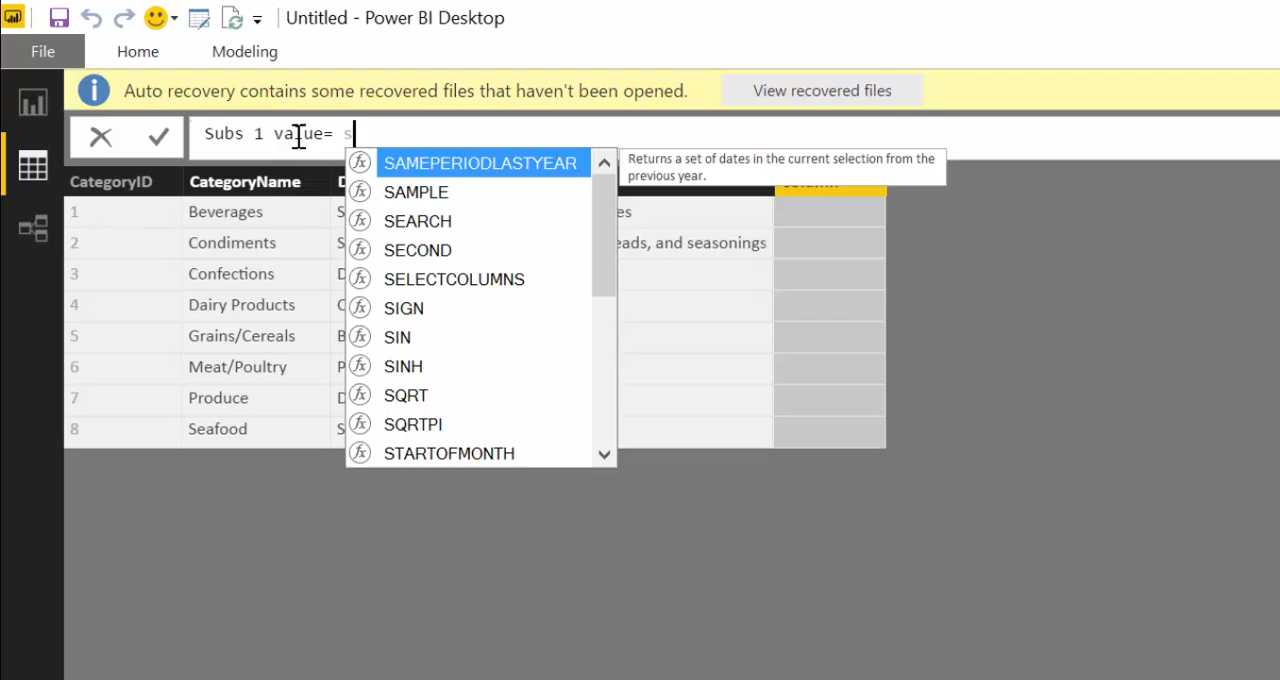 Untitled - Power BI Desktop
File Home Modeling
Auto recovery contains some recovered files that haven't been opened. View recovered files
Subs 1 value= s
SAMEPERIODLASTYEAR
Returns a set of dates in the current selection from the
previous year.
CategoryID CategoryName D
SAMPLE
1 Beverages S es
SEARCH
2 Condiments S eads, and seasonings
SECOND
3 Confections D
SELECTCOLUMNS
4 Dairy Products C
SIGN
5 Grains/Cereals B
SIN
6 Meat/Poultry P
SINH
7 Produce D
SQRT
8 Seafood S
SQRTPI
STARTOFMONTH